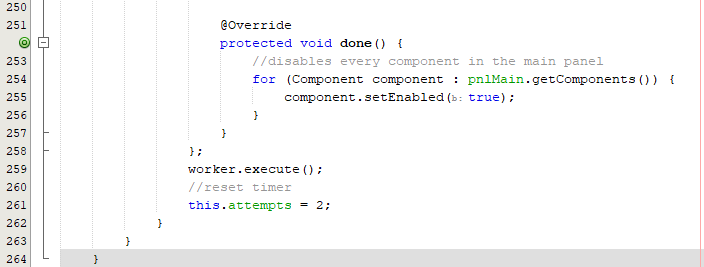 250
251 @Override
protected void done() {
253 //disables every component in the main panel
254 for (Component component : pnlMain.getComponents()) {
255 component.setEnabled(b: true);
256 }
257 }
258 };
259 worker.execute();
260 //reset timer
261 this.attempts = 2;
262 }
263 }
264 }